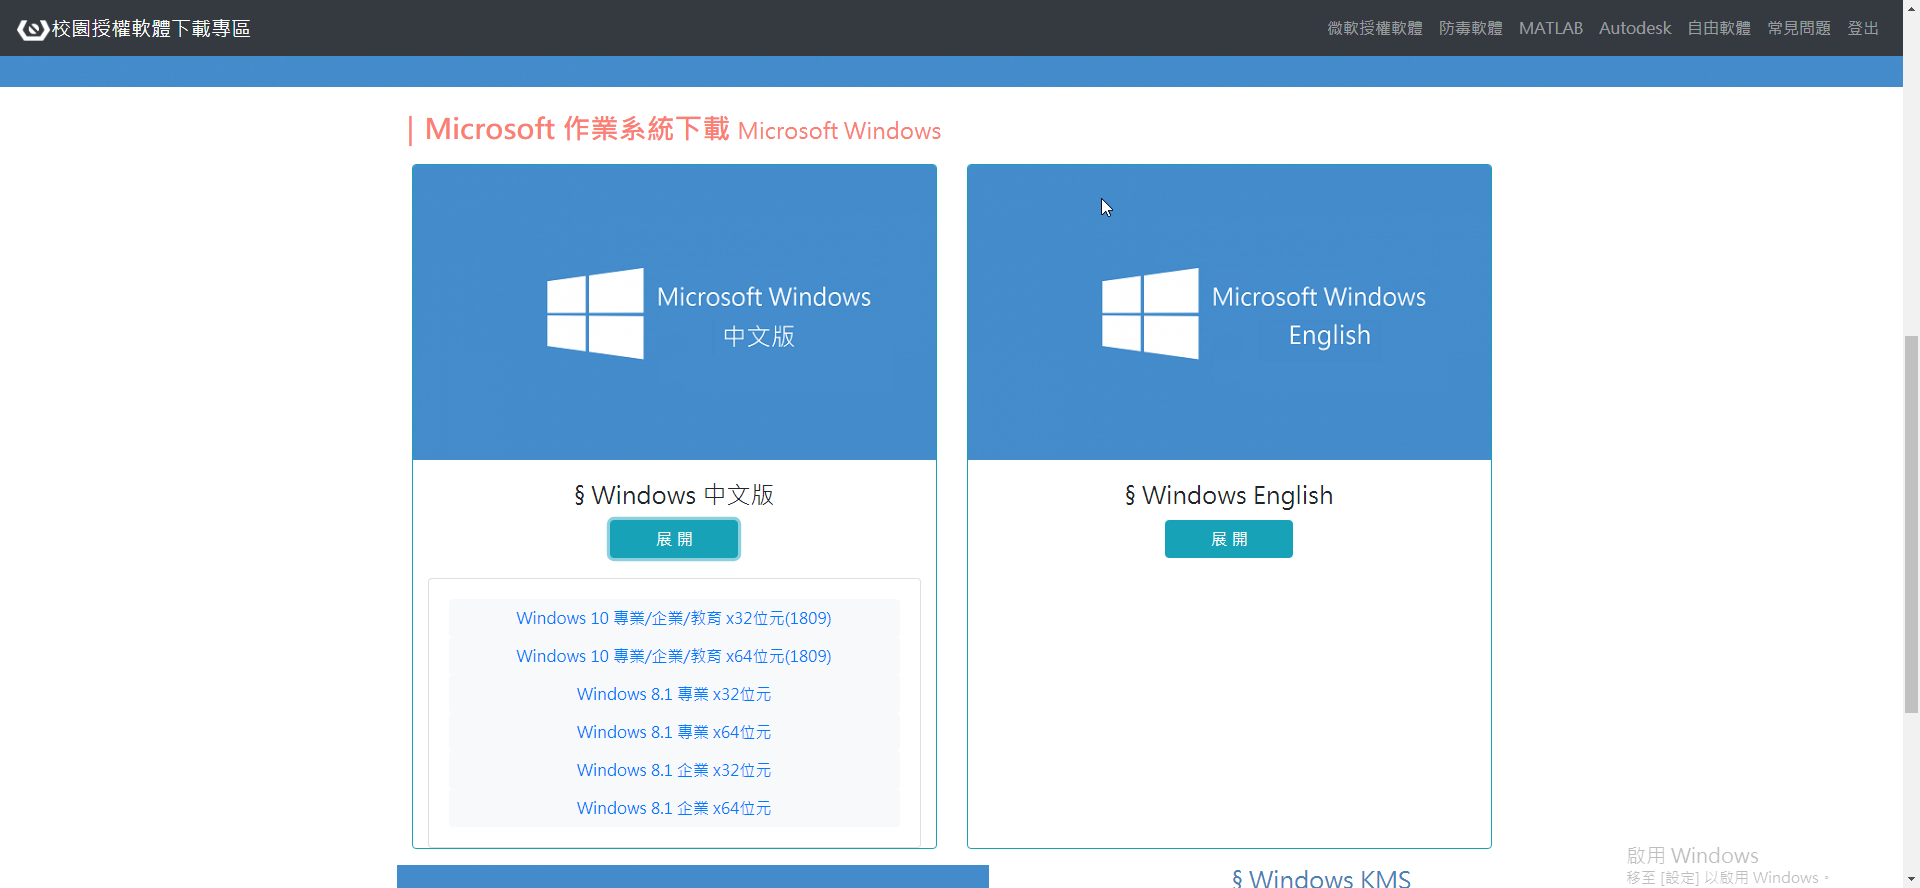 校園授權軟體下載專區
微軟授權軟體 防毒軟體 MATLAB Autodesk 自由軟體 常見問題 登出
| Microsoft 作業系統下載 Microsoft Windows
Microsoft Windows
中文版
Microsoft Windows
English
§ Windows 中文版
展 開
§ Windows English
展 開
Windows 10 專業/企業/教育 x32位元(1809)
Windows 10 專業/企業/教育 x64位元(1809)
Windows 8.1 專業 x32位元
Windows 8.1 專業 x64位元
Windows 8.1 企業 x32位元
Windows 8.1 企業 x64位元
§ Windows KMS
啟用 Windows
移至 [設定] 以啟用 Windows。